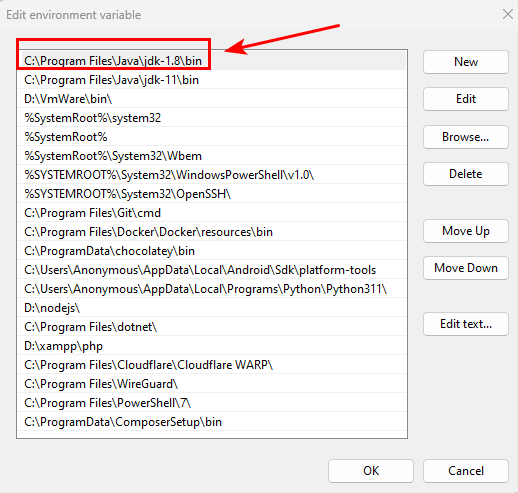 Edit environment variable
C:\Program Files\Java\jdk-1.8\bin
C:\Program Files\Java\jdk-11\bin
D:\VmWare\bin\
%SystemRoot%\system32
%SystemRoot%
%SystemRoot%\System32\Wbem
%SYSTEMROOT%\System32\WindowsPowerShell\v1.0\
%SYSTEMROOT%\System32\OpenSSH\
C:\Program Files\Git\cmd
C:\Program Files\Docker\Docker\resources\bin
C:\ProgramData\chocolatey\bin
C:\Users\Anonymous\AppData\Local\Android\Sdk\platform-tools
C:\Users\Anonymous\AppData\Local\Programs\Python\Python311\
D:\nodejs\
C:\Program Files\dotnet\
D:\xampp\php
C:\Program Files\Cloudflare\Cloudflare WARP\
C:\Program Files\WireGuard\
C:\Program Files\PowerShell\7\
C:\ProgramData\ComposerSetup\bin
New
Edit
Browse...
Delete
Move Up
Move Down
Edit text...
OK
Cancel